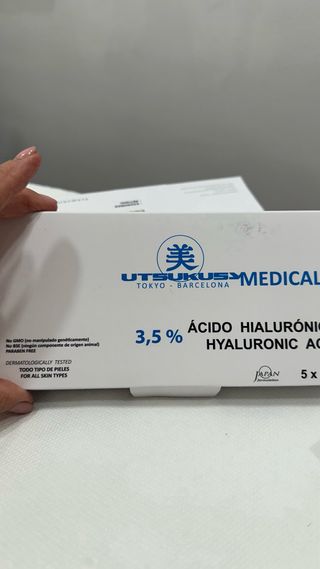 美
UTSUKUSY MEDICAL
TOKYO - BARCELONA
3,5 % ÁCIDO HIALURÓNI
HYALURONIC AC
No GMO (no manipulado genéticamente)
No BSE (ningún componente de origen animal)
PARABEN FREE
DERMATOLOGICALLY TESTED
TODO TIPO DE PIELES
FOR ALL SKIN TYPES
JAPAN
5 x